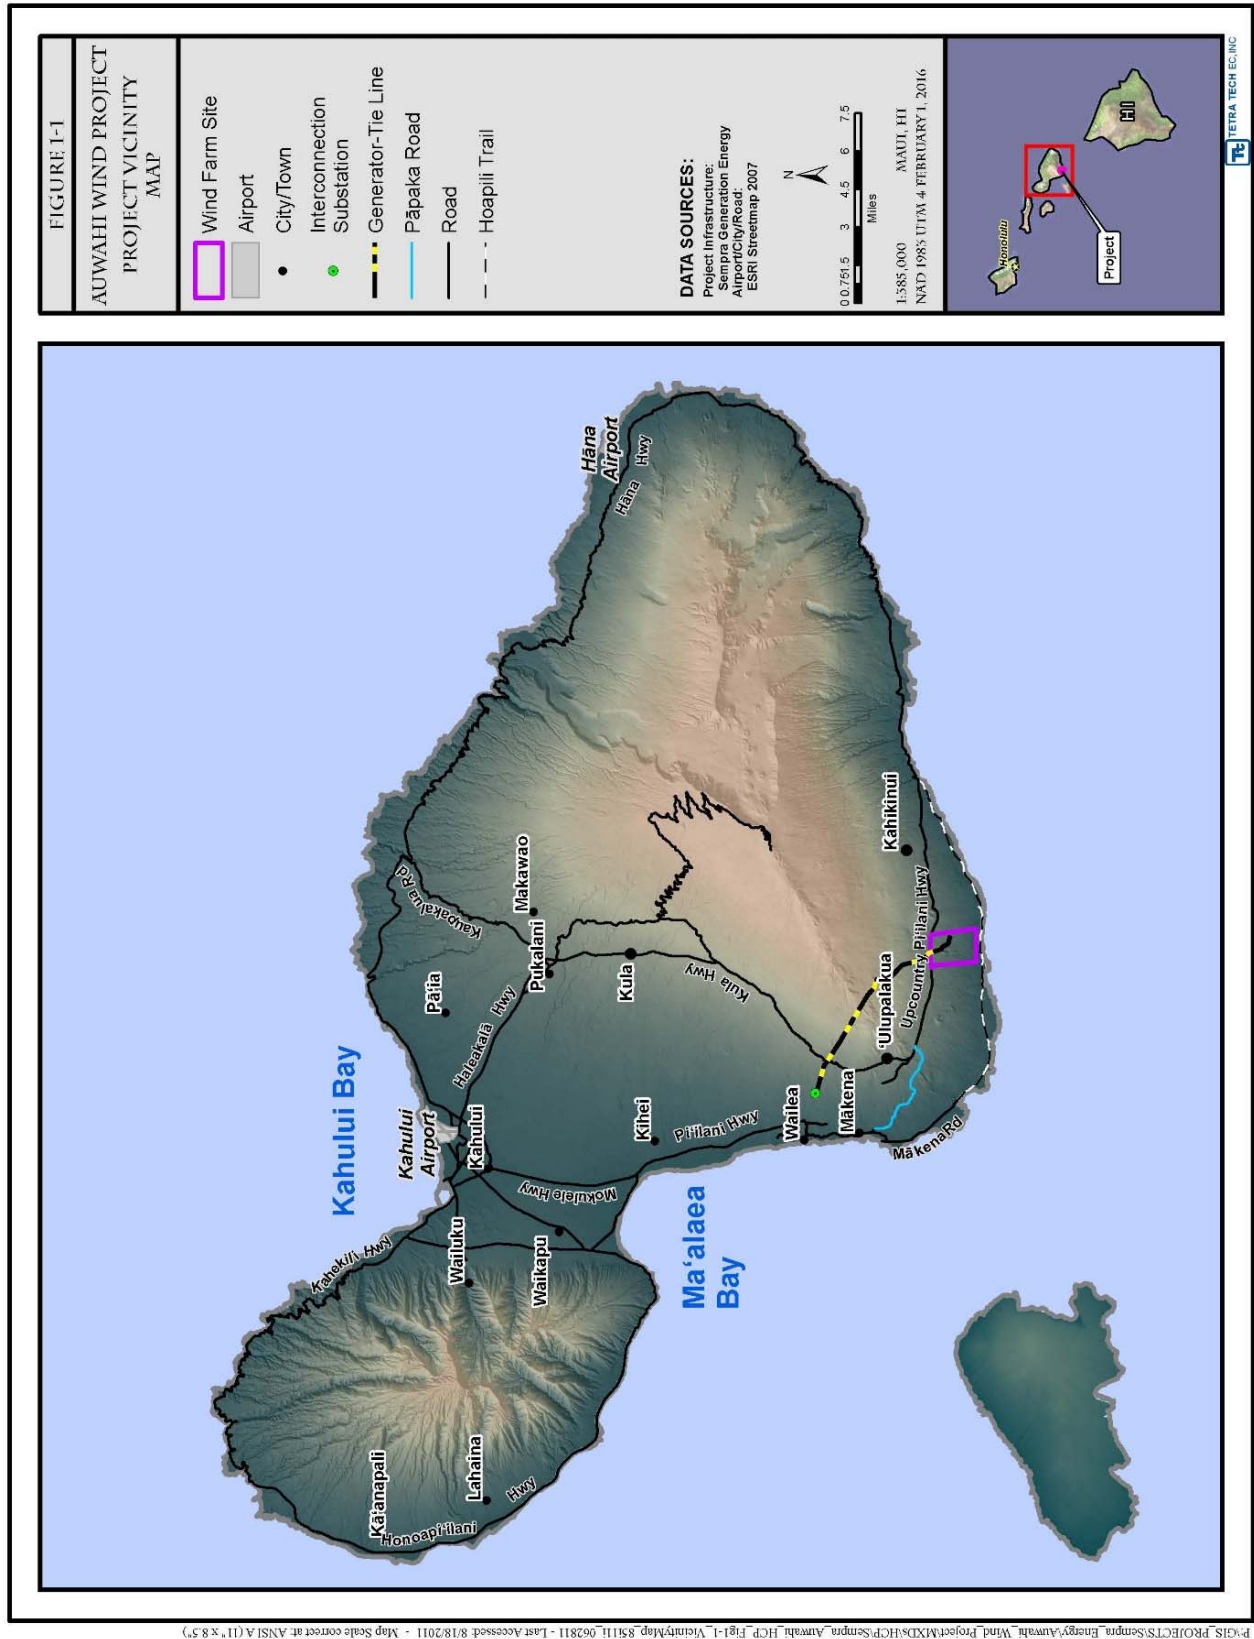 FIGURE 1-1
AUWAHI WIND PROJECT
PROJECT VICINITY
MAP
Wind Farm Site
Airport
City/Town
Interconnection
Substation
Generator-Tie Line
Pāpaka Road
Road
Hoapili Trail
DATA SOURCES:
Project Infrastructure:
Sempra Generation Energy
Airport/City/Road:
ESRI Streetmap 2007
N
0 0.75 1.5 3 4.5 6 7.5
Miles
1:385,000 MAUI, HI
NAD 1983 UTM 4 FEBRUARY 1, 2016
Honolulu
HI
Project
TETRA TECH EC, INC
Kahului Bay
Ma'alaea
Bay
Hāna
Airport
Hāna Hwy
Kaupakalua Rd
Makawao
Pā'ia
Pukalani
Haleakalā Hwy
Kula
Kula Hwy
Kahikinui
Upcountry Pi'ilani Hwy
'Ulupalakua
Kahului
Airport
Kahului
Kihei
Pi'ilani Hwy
Wailea
Mākena
MākenaRd
Mokulele Hwy
Kahekili Hwy
Wailuku
Waikapu
Kā'anapali
Lahaina
Honoapi'ilani Hwy
P:\GIS_PROJECTS\Sempra_Energy\Auwahi_Wind_Project\MXDs\HCP\Sempra_Auwahi_HCP_Fig1-1_VicinityMap_85i11i_062811 - Last Accessed: 8/18/2011 - Map Scale correct at: ANSI A (11" x 8.5")